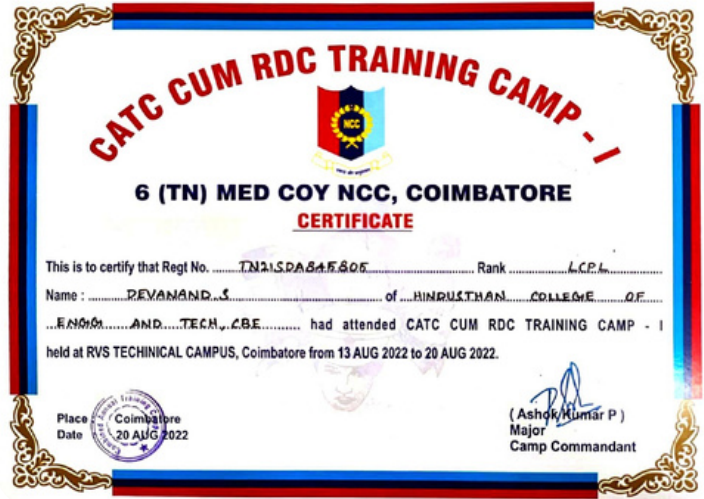 CATC CUM RDC TRAINING CAMP - I
NCC
6 (TN) MED COY NCC, COIMBATORE
CERTIFICATE
This is to certify that Regt No. TN21SDA845805 Rank LCPL
Name : DEVANAND.S of HINDUSTHAN COLLEGE OF
ENGG AND TECH, CBE had attended CATC CUM RDC TRAINING CAMP - I
held at RVS TECHINICAL CAMPUS, Coimbatore from 13 AUG 2022 to 20 AUG 2022.
( Ashok Kumar P )
Place Coimbatore
Major
Date 20 AUG 2022
Camp Commandant